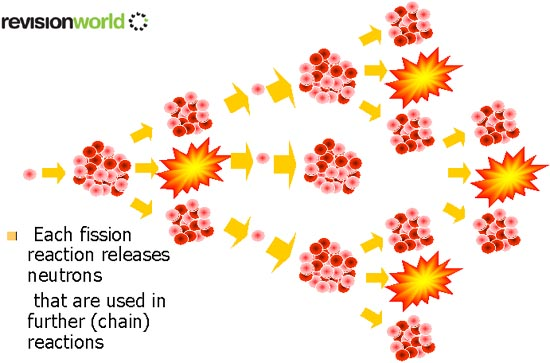 revisionworld
Each fission
reaction releases
neutrons
that are used in
further (chain)
reactions